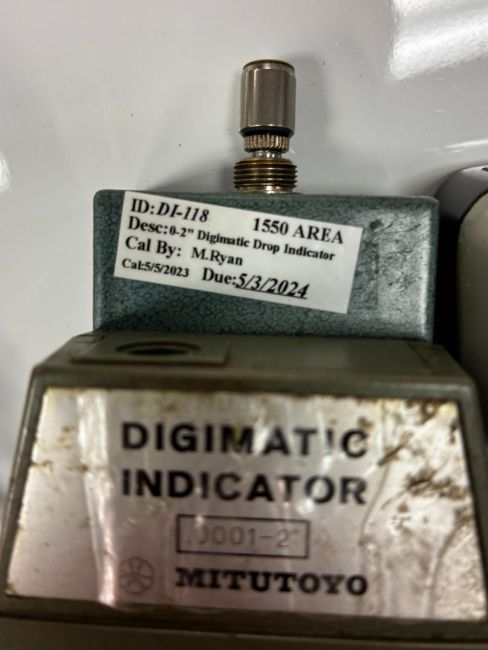 ID:DI-118 1550 AREA
Desc:0-2" Digimatic Drop Indicator
Cal By: M.Ryan
Cal:5/5/2023 Due:5/3/2024
DIGIMATIC
INDICATOR
.0001-2"
MITUTOYO